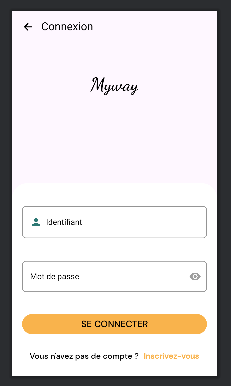 Connexion
Myway
Identifiant
Mot de passe
SE CONNECTER
Vous n'avez pas de compte ? Inscrivez-vous